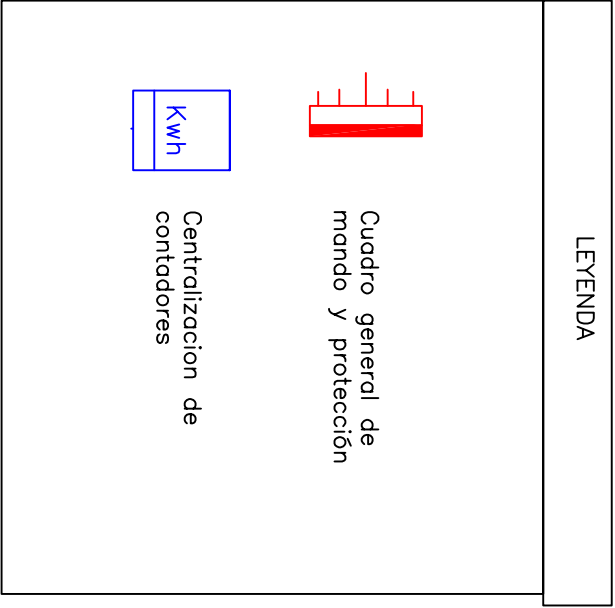 LEYENDA
Cuadro general de
mando y protección
Kwh
Centralizacion de
contadores